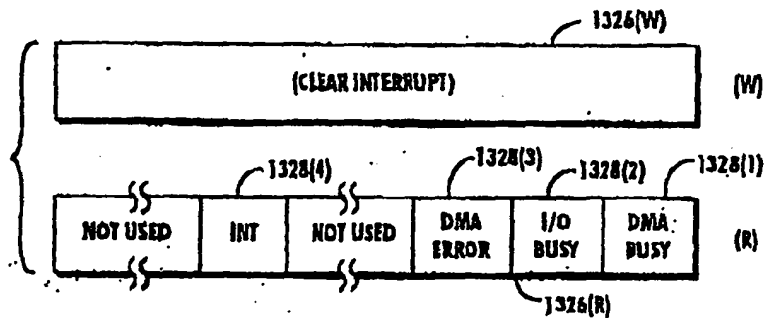 1326(W)
(CLEAR INTERRUPT) (W)
1328(4) 1328(3) 1328(2) 1328(1)
NOT USED INT NOT USED DMA ERROR I/O BUSY DMA BUSY (R)
1326(R)